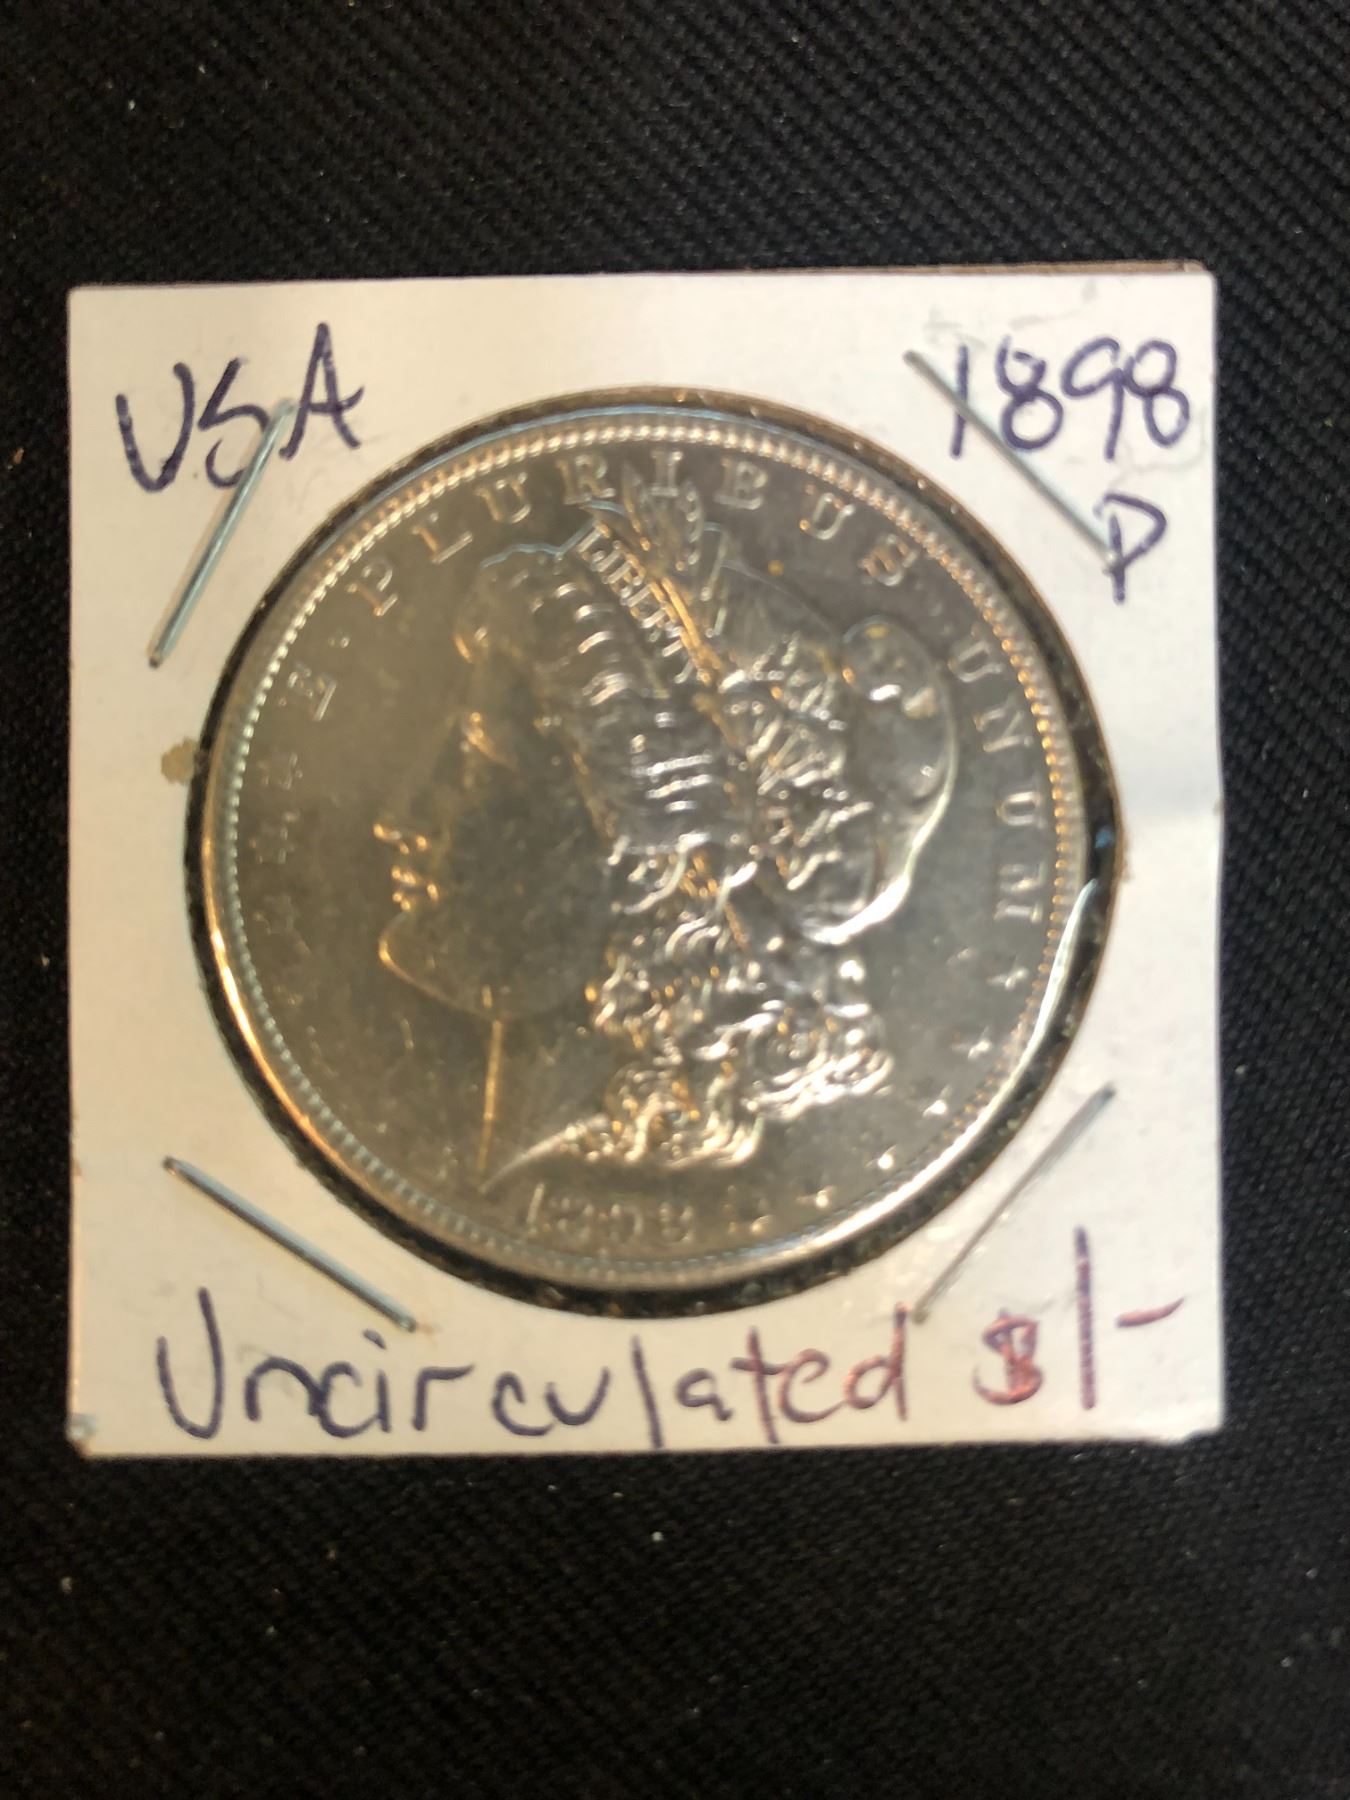 USA
1898
P
E · PLURIBUS · UNUM
LIBERTY
1898
Uncirculated $1-